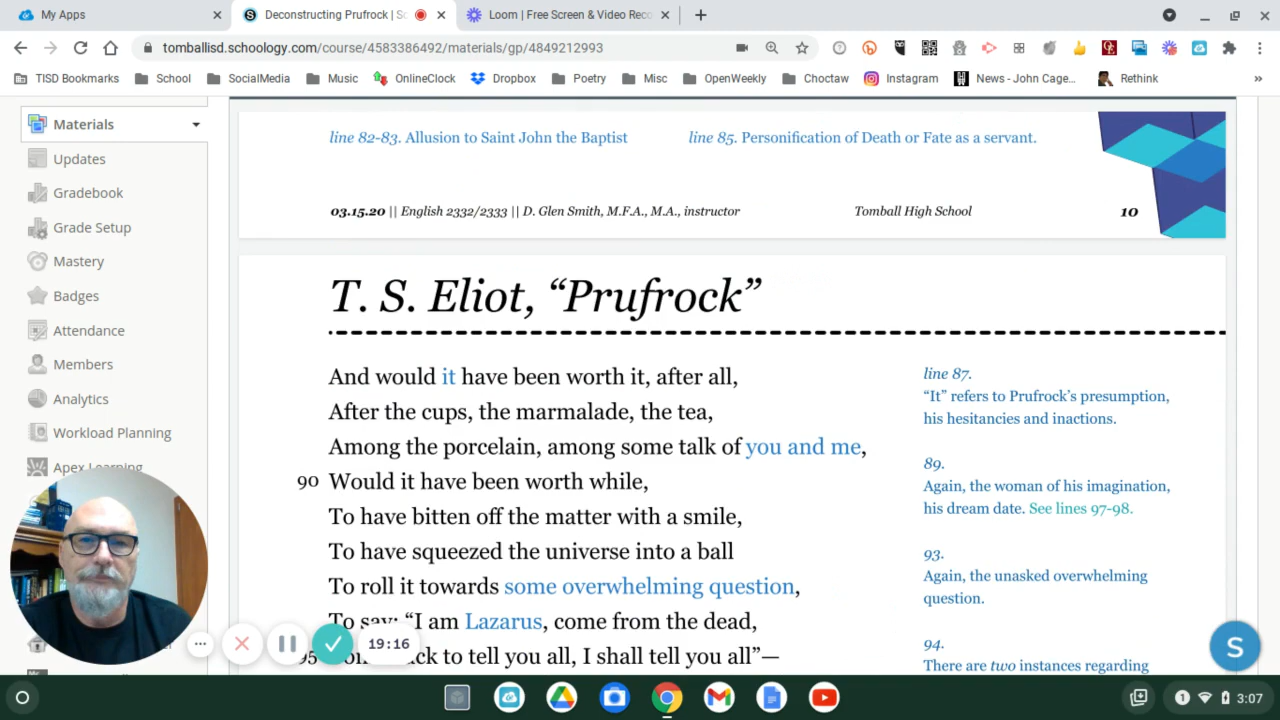 My Apps
Deconstructing Prufrock | Sc
Loom | Free Screen & Video Reco
tomballisd.schoology.com/course/4583386492/materials/gp/4849212993
TISD Bookmarks School SocialMedia Music OnlineClock Dropbox Poetry Misc OpenWeekly Choctaw Instagram News - John Cage... Rethink »
Materials
Updates
Gradebook
Grade Setup
Mastery
Badges
Attendance
Members
Analytics
Workload Planning
Apex Learning
line 82-83. Allusion to Saint John the Baptist
line 85. Personification of Death or Fate as a servant.
03.15.20 || English 2332/2333 || D. Glen Smith, M.F.A., M.A., instructor
Tomball High School
10
T. S. Eliot, “Prufrock”
And would it have been worth it, after all,
After the cups, the marmalade, the tea,
Among the porcelain, among some talk of you and me,
90 Would it have been worth while,
To have bitten off the matter with a smile,
To have squeezed the universe into a ball
To roll it towards some overwhelming question,
To say: “I am Lazarus, come from the dead,
to tell you all, I shall tell you all”—
line 87.
“It” refers to Prufrock’s presumption,
his hesitancies and inactions.
89.
Again, the woman of his imagination,
his dream date. See lines 97-98.
93.
Again, the unasked overwhelming
question.
94.
There are two instances regarding
19:16
S
1
3:07